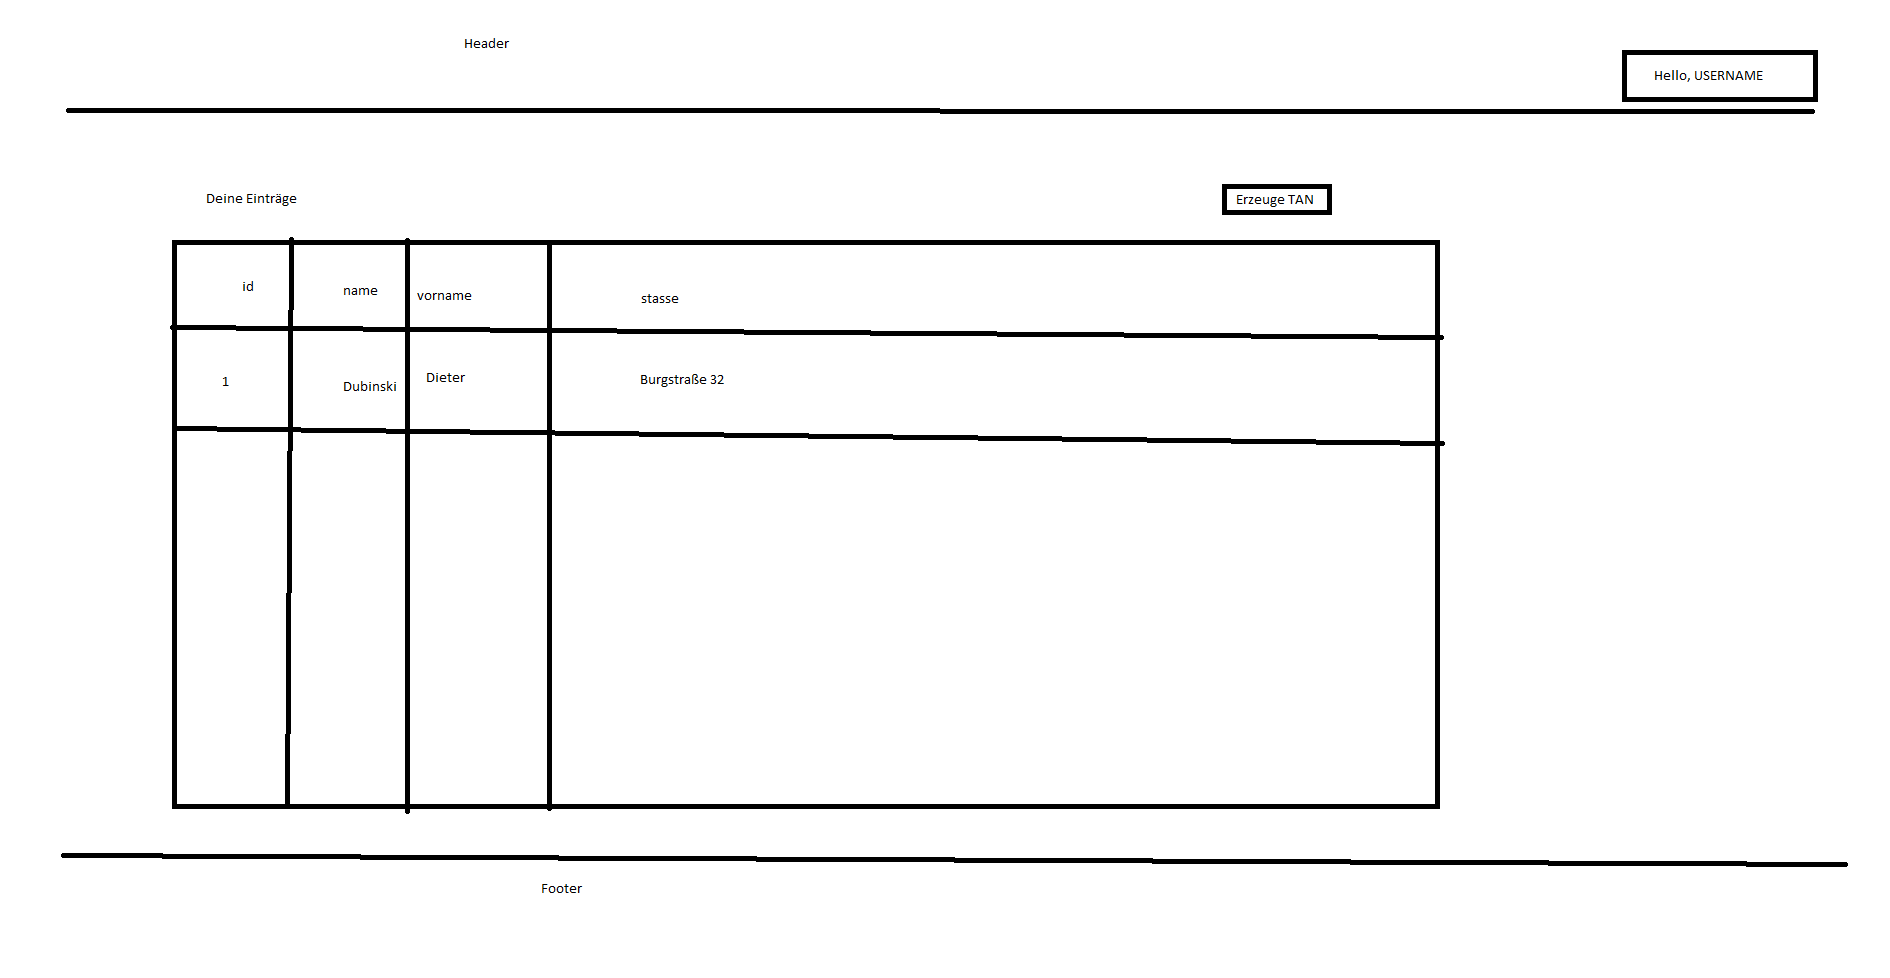 Header
Hello, USERNAME
Deine Einträge
Erzeuge TAN
id
name
vorname
stasse
1
Dubinski
Dieter
Burgstraße 32
Footer